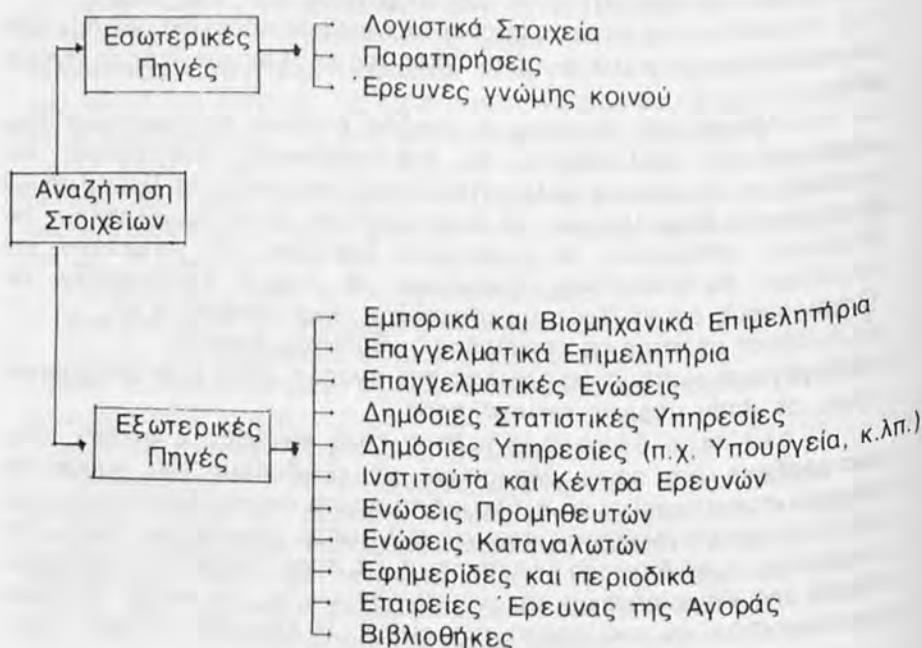 Εσωτερικές
Πηγές
Λογιστικά Στοιχεία
Παρατηρήσεις
Έρευνες γνώμης κοινού
Αναζήτηση
Στοιχείων
Εξωτερικές
Πηγές
Εμπορικά και Βιομηχανικά Επιμελητήρια
Επαγγελματικά Επιμελητήρια
Επαγγελματικές Ενώσεις
Δημόσιες Στατιστικές Υπηρεσίες
Δημόσιες Υπηρεσίες (π.χ. Υπουργεία, κ.λπ.)
Ινστιτούτα και Κέντρα Ερευνών
Ενώσεις Προμηθευτών
Ενώσεις Καταναλωτών
Εφημερίδες και περιοδικά
Εταιρείες Έρευνας της Αγοράς
Βιβλιοθήκες